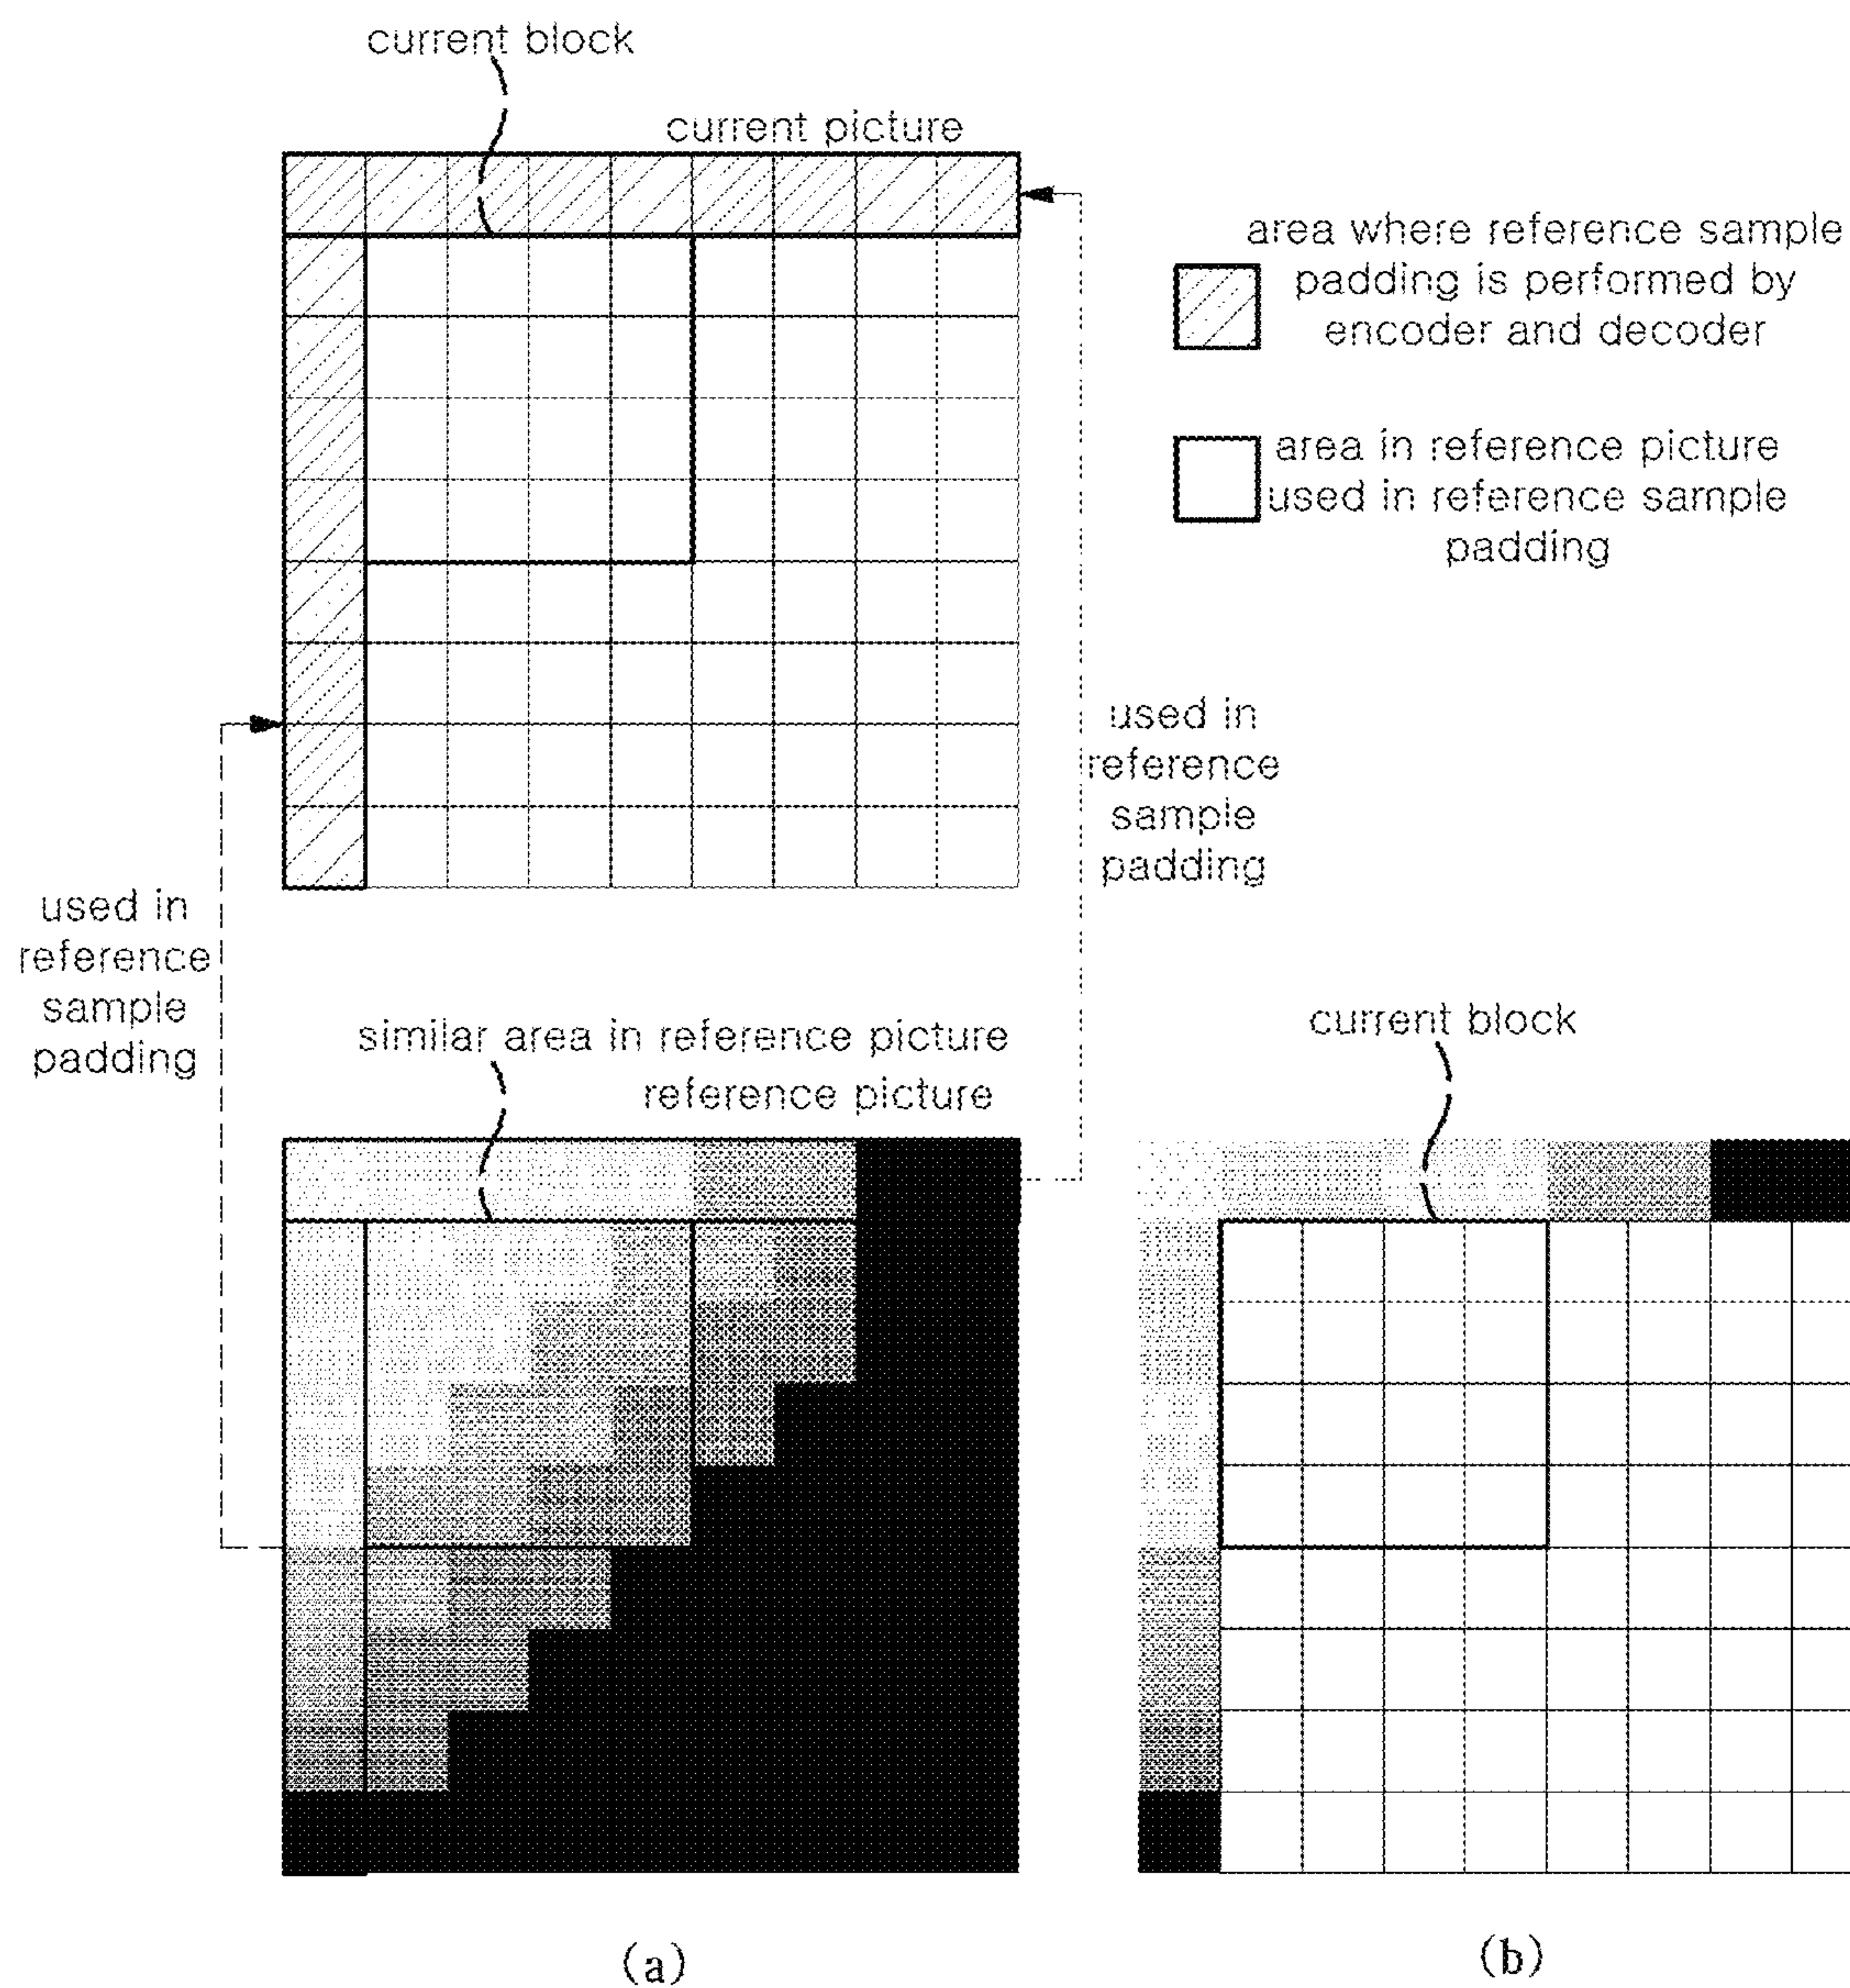 current block
current picture
area where reference sample
padding is performed by
encoder and decoder
area in reference picture
used in reference sample
padding
used in
reference
sample
padding
used in
reference
sample
padding
similar area in reference picture
reference picture
current block
(a)
(b)